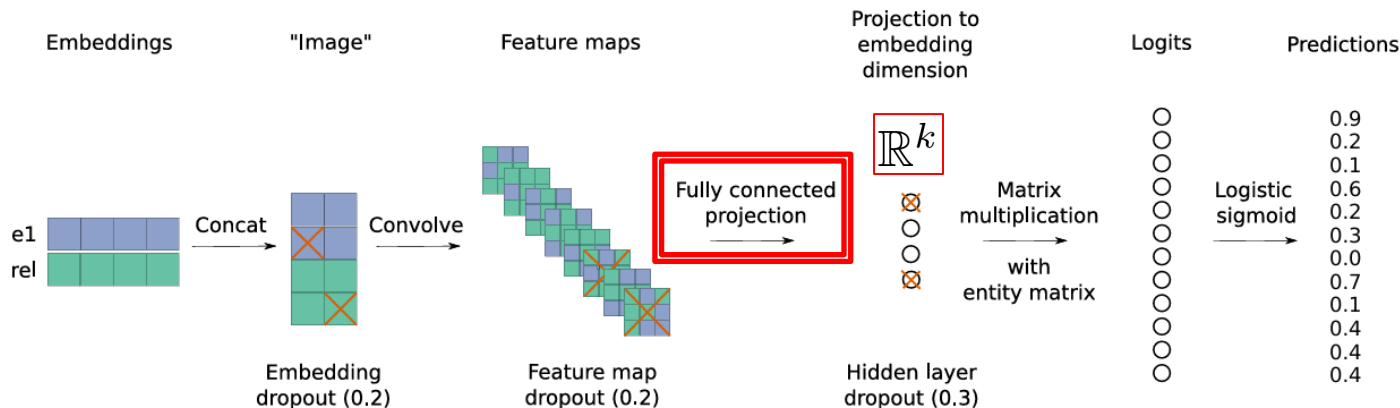 Embeddings
"Image"
Feature maps
Projection to
embedding
dimension
Logits
Predictions
ℝ^k
e1
rel
Concat
Convolve
Fully connected
projection
Matrix
multiplication
with
entity matrix
Logistic
sigmoid
0.9
0.2
0.1
0.6
0.2
0.3
0.0
0.7
0.1
0.4
0.4
0.4
Embedding
dropout (0.2)
Feature map
dropout (0.2)
Hidden layer
dropout (0.3)